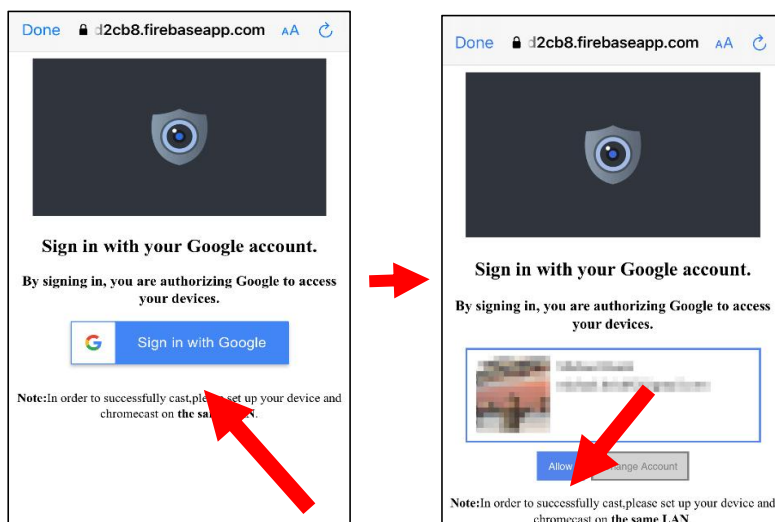 Done d2cb8.firebaseapp.com AA
Sign in with your Google account.
By signing in, you are authorizing Google to access
your devices.
G Sign in with Google
Note:In order to successfully cast,please set up your device and
chromecast on the same LAN.
Done d2cb8.firebaseapp.com AA
Sign in with your Google account.
By signing in, you are authorizing Google to access
your devices.
Allow Change Account
Note:In order to successfully cast,please set up your device and
chromecast on the same LAN